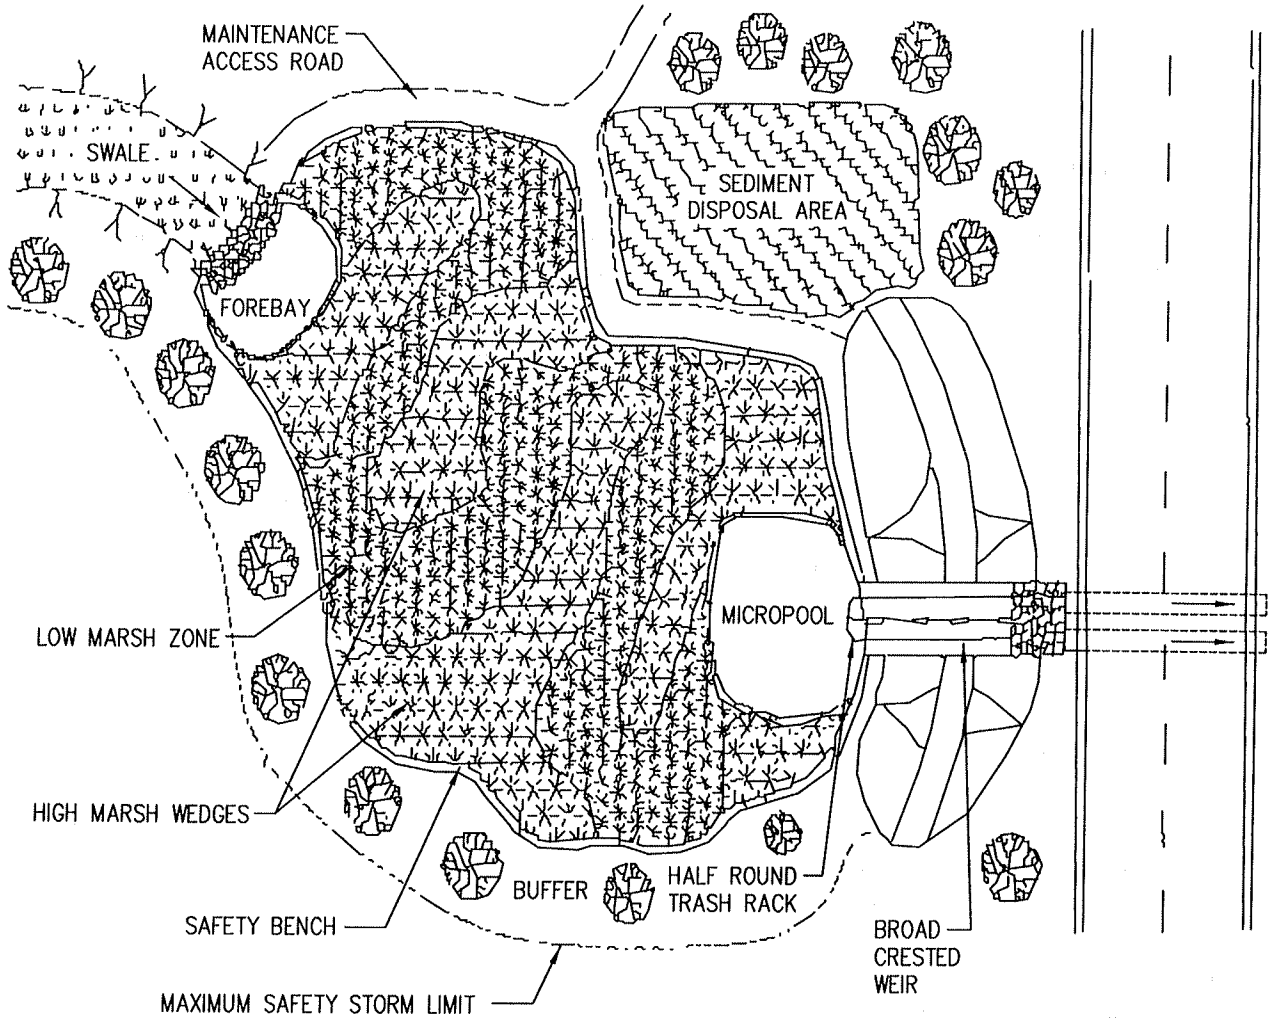 MAINTENANCE
ACCESS ROAD
SWALE
SEDIMENT
DISPOSAL AREA
FOREBAY
MICROPOOL
LOW MARSH ZONE
HIGH MARSH WEDGES
BUFFER
HALF ROUND
TRASH RACK
SAFETY BENCH
BROAD
CRESTED
WEIR
MAXIMUM SAFETY STORM LIMIT